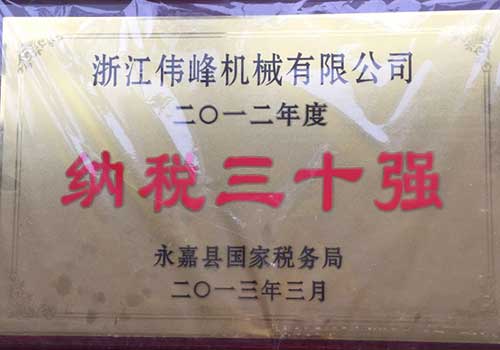 浙江伟峰机械有限公司
二〇一二年度
纳税三十强
永嘉县国家税务局
二〇一三年三月